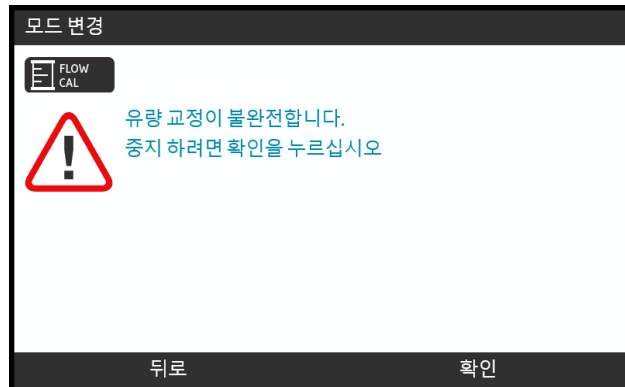 모드 변경
FLOW
CAL
유량 교정이 불완전합니다.
중지 하려면 확인을 누르십시오
뒤로 확인